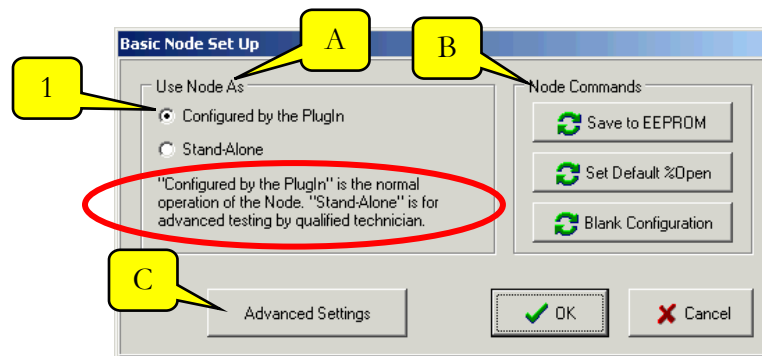 A
B
Basic Node Set Up
1
Use Node As
Node Commands
Configured by the PlugIn
Save to EEPROM
Stand-Alone
Set Default %Open
"Configured by the PlugIn" is the normal
operation of the Node. "Stand-Alone" is for
advanced testing by qualified technician.
Blank Configuration
C
Advanced Settings
OK
Cancel